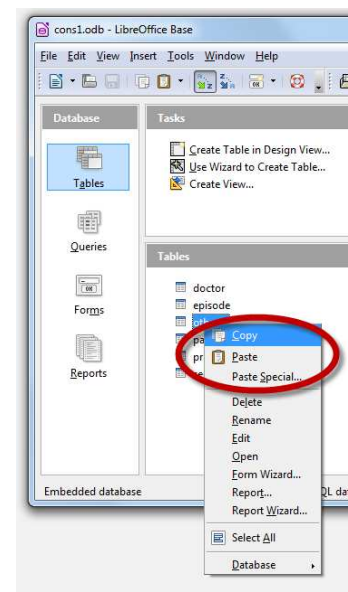 cons1.odb - LibreOffice Base
File Edit View Insert Tools Window Help
Database
Tasks
Tables
Queries
Forms
Reports
Create Table in Design View...
Use Wizard to Create Table...
Create View...
Tables
doctor
episode
Copy
Paste
Paste Special...
Delete
Rename
Edit
Open
Form Wizard...
Report...
Report Wizard...
Select All
Database
Embedded database